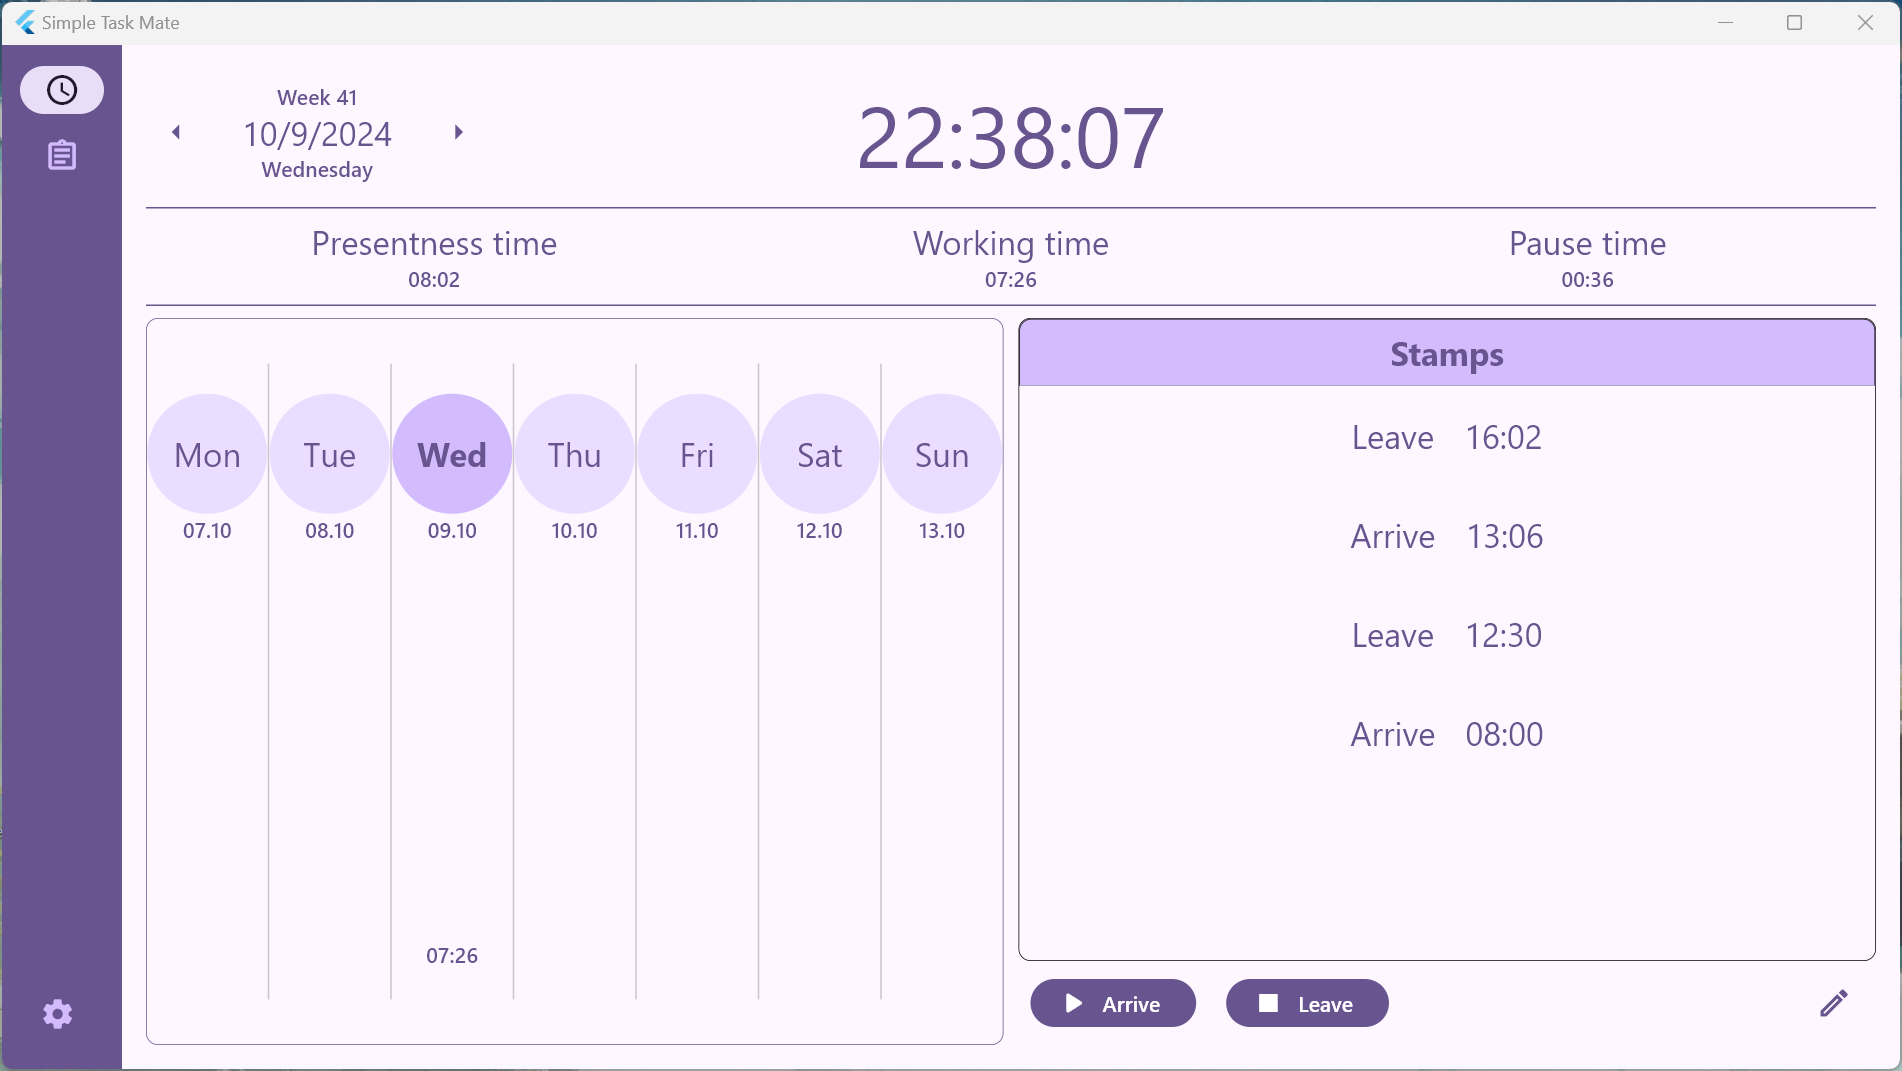 Simple Task Mate
Week 41
10/9/2024
Wednesday
22:38:07
Presentness time
08:02
Working time
07:26
Pause time
00:36
Mon
07.10
Tue
08.10
Wed
09.10
Thu
10.10
Fri
11.10
Sat
12.10
Sun
13.10
07:26
Stamps
Leave 16:02
Arrive 13:06
Leave 12:30
Arrive 08:00
Arrive
Leave